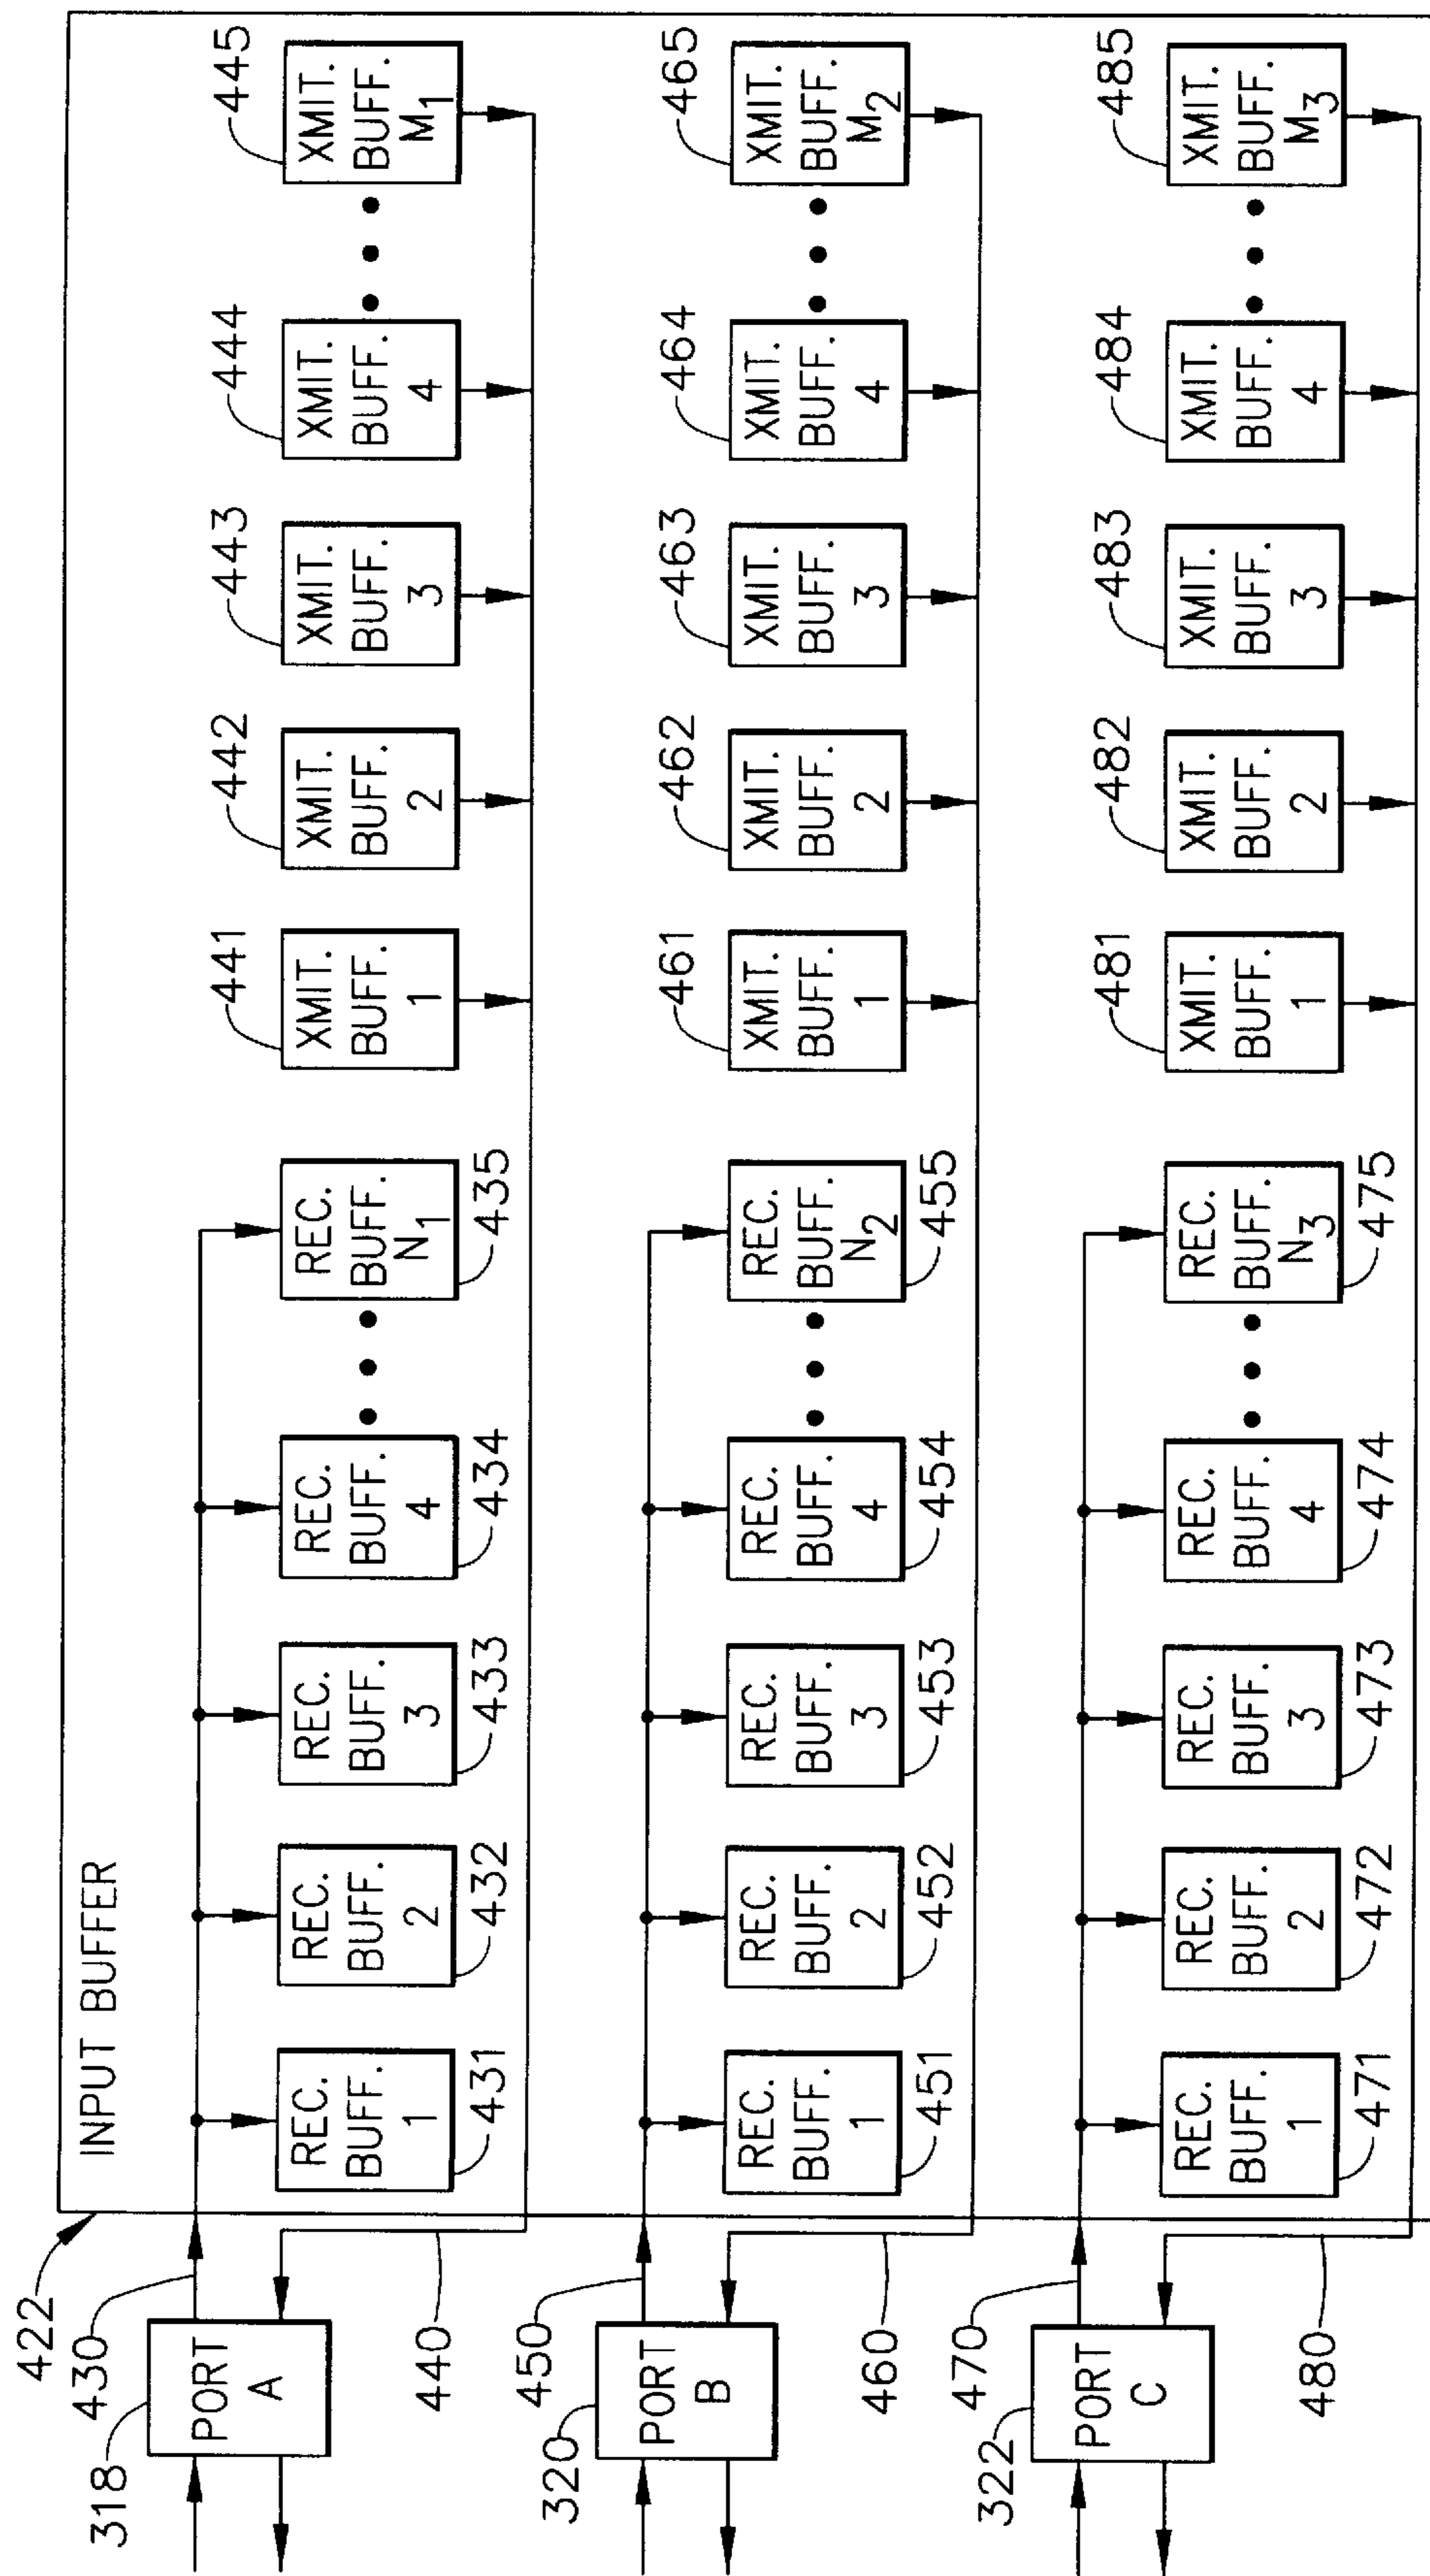 INPUT BUFFER
422
318
430
PORT
A
440
REC.
BUFF.
1
431
REC.
BUFF.
2
432
REC.
BUFF.
3
433
REC.
BUFF.
4
434
REC.
BUFF.
N1
435
XMIT.
BUFF.
1
441
XMIT.
BUFF.
2
442
XMIT.
BUFF.
3
443
XMIT.
BUFF.
4
444
XMIT.
BUFF.
M1
445
320
450
PORT
B
460
REC.
BUFF.
1
451
REC.
BUFF.
2
452
REC.
BUFF.
3
453
REC.
BUFF.
4
454
REC.
BUFF.
N2
455
XMIT.
BUFF.
1
461
XMIT.
BUFF.
2
462
XMIT.
BUFF.
3
463
XMIT.
BUFF.
4
464
XMIT.
BUFF.
M2
465
322
470
PORT
C
480
REC.
BUFF.
1
471
REC.
BUFF.
2
472
REC.
BUFF.
3
473
REC.
BUFF.
4
474
REC.
BUFF.
N3
475
XMIT.
BUFF.
1
481
XMIT.
BUFF.
2
482
XMIT.
BUFF.
3
483
XMIT.
BUFF.
4
484
XMIT.
BUFF.
M3
485